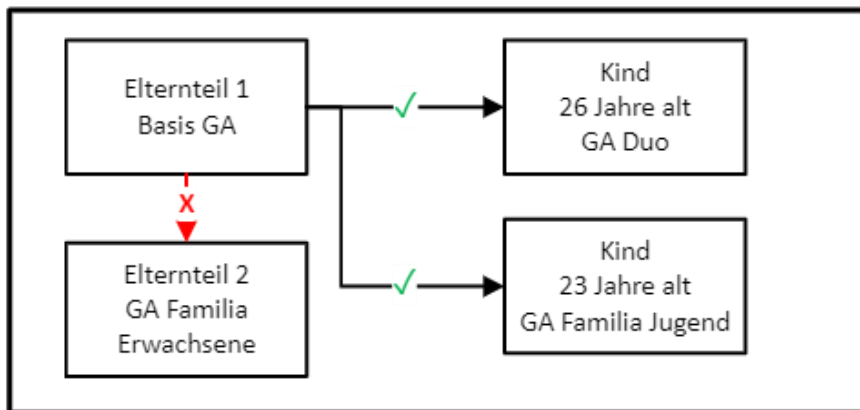 Elternteil 1
Basis GA
Kind
26 Jahre alt
GA Duo
X
Elternteil 2
GA Familia
Erwachsene
Kind
23 Jahre alt
GA Familia Jugend